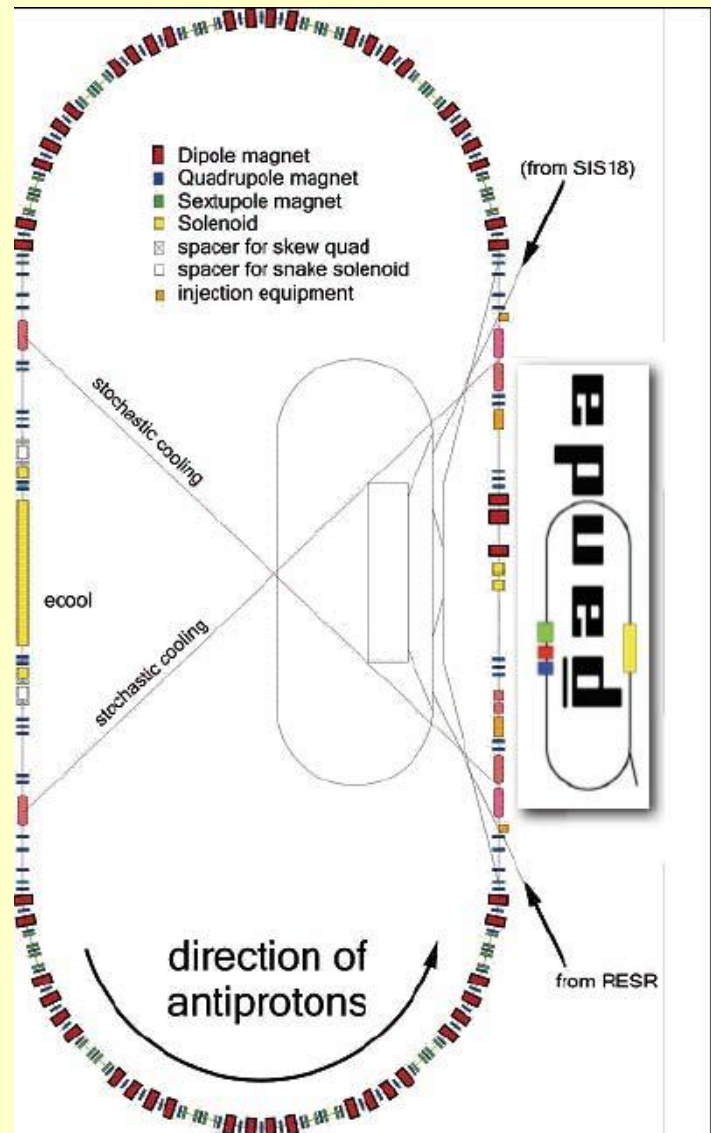 Dipole magnet
Quadrupole magnet
Sextupole magnet
Solenoid
spacer for skew quad
spacer for snake solenoid
injection equipment
(from SIS18)
stochastic cooling
ecool
stochastic cooling
p̄anda
direction of
antiprotons
from RESR